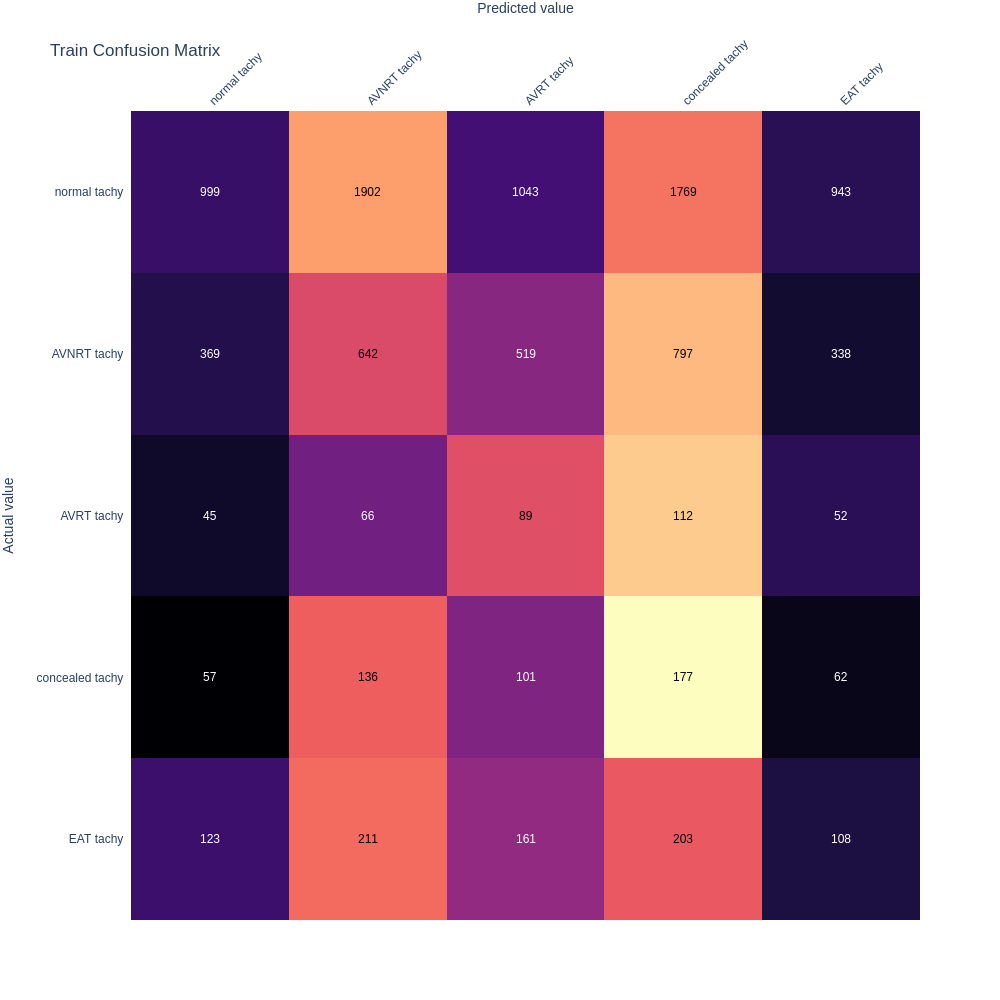 Predicted value
Train Confusion Matrix
normal tachy
AVNRT tachy
AVRT tachy
concealed tachy
EAT tachy
normal tachy 999 1902 1043 1769 943
AVNRT tachy 369 642 519 797 338
AVRT tachy 45 66 89 112 52
concealed tachy 57 136 101 177 62
EAT tachy 123 211 161 203 108
Actual value